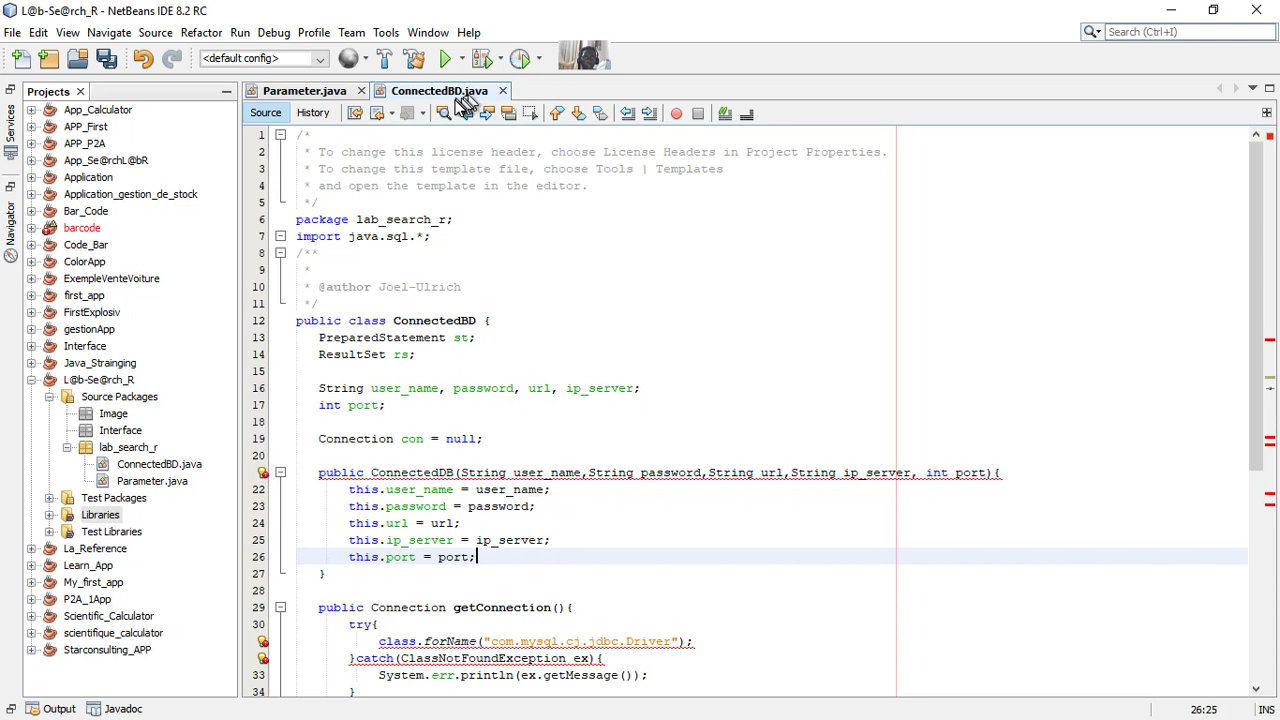 L@b-Se@rch_R - NetBeans IDE 8.2 RC
File Edit View Navigate Source Refactor Run Debug Profile Team Tools Window Help
Search (Ctrl+I)
<default config>
Projects
Parameter.java
ConnectedBD.java
Source
History
Services
Navigator
App_Calculator
APP_First
APP_P2A
App_Se@rchL@bR
Application
Application_gestion_de_stock
Bar_Code
barcode
Code_Bar
ColorApp
ExempleVenteVoiture
first_app
FirstExplosiv
gestionApp
Interface
Java_Strainging
L@b-Se@rch_R
Source Packages
Image
Interface
lab_search_r
ConnectedBD.java
Parameter.java
Test Packages
Libraries
Test Libraries
La_Reference
Learn_App
My_first_app
P2A_1App
Scientific_Calculator
scientifique_calculator
Starconsulting_APP
1 /*
2 * To change this license header, choose License Headers in Project Properties.
3 * To change this template file, choose Tools | Templates
4 * and open the template in the editor.
5 */
6 package lab_search_r;
7 import java.sql.*;
8 /**
9 *
10 * @author Joel-Ulrich
11 */
12 public class ConnectedBD {
13 PreparedStatement st;
14 ResultSet rs;
15
16 String user_name, password, url, ip_server;
17 int port;
18
19 Connection con = null;
20
public ConnectedDB(String user_name,String password,String url,String ip_server, int port){
22 this.user_name = user_name;
23 this.password = password;
24 this.url = url;
25 this.ip_server = ip_server;
26 this.port = port;
27 }
28
29 public Connection getConnection(){
30 try{
class.forName("com.mysql.cj.jdbc.Driver");
}catch(ClassNotFoundException ex){
33 System.err.println(ex.getMessage());
34 }
Output
Javadoc
26:25
INS